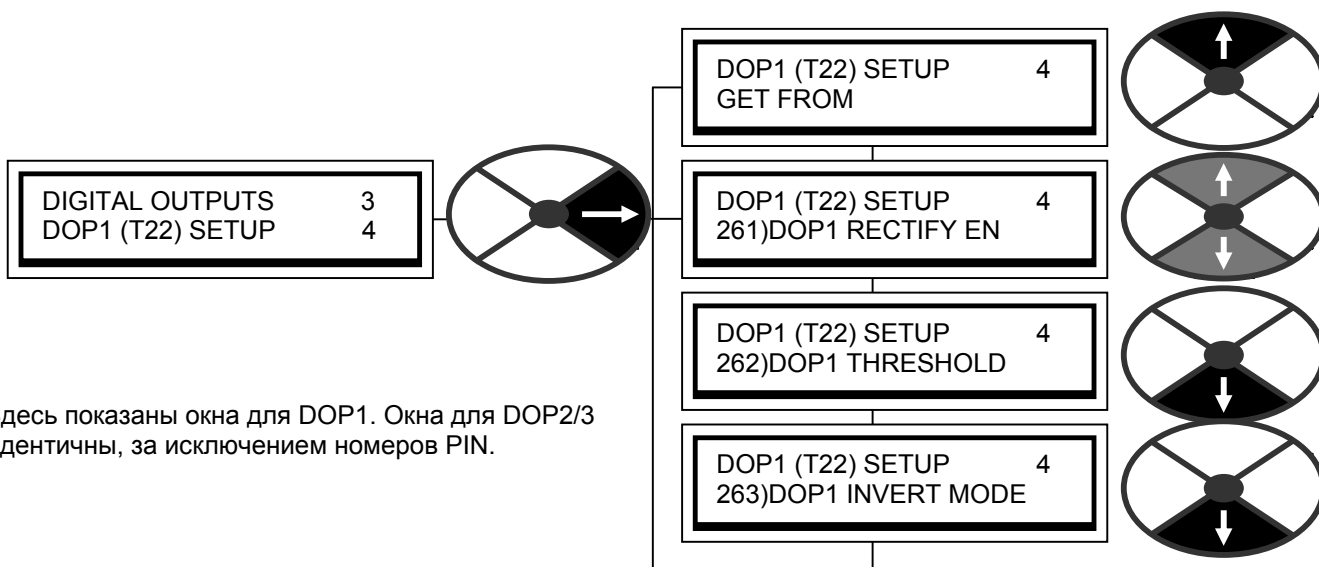 DOP1 (T22) SETUP 4
GET FROM
DIGITAL OUTPUTS 3
DOP1 (T22) SETUP 4
DOP1 (T22) SETUP 4
261)DOP1 RECTIFY EN
DOP1 (T22) SETUP 4
262)DOP1 THRESHOLD
десь показаны окна для DOP1. Окна для DOP2/3
дентичны, за исключением номеров PIN.
DOP1 (T22) SETUP 4
263)DOP1 INVERT MODE